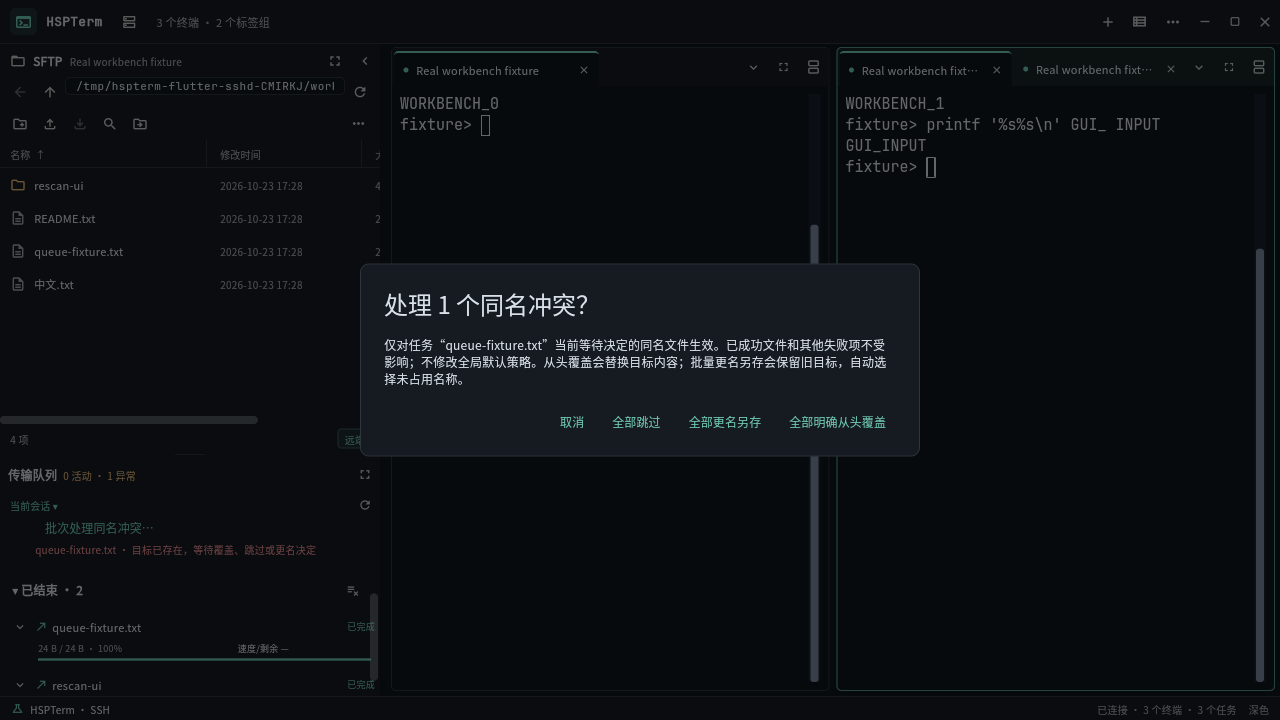 HSPTerm
3 个终端 · 2 个标签组
SFTP Real workbench fixture
/tmp/hspterm-flutter-sshd-CMIRKJ/work
名称 ↑ 修改时间
rescan-ui 2026-10-23 17:28 4
README.txt 2026-10-23 17:28 2
queue-fixture.txt 2026-10-23 17:28 2
中文.txt 2026-10-23 17:28
4 项
传输队列 0 活动 · 1 异常
当前会话 ▾
批次处理同名冲突…
queue-fixture.txt · 目标已存在，等待覆盖、跳过或更名决定
▾ 已结束 · 2
queue-fixture.txt 已完成
24 B / 24 B · 100% 速度/剩余 —
rescan-ui 已完成
Real workbench fixture
WORKBENCH_0
fixture>
Real workbench fixt…
Real workbench fixt…
WORKBENCH_1
fixture> printf '%s%s\n' GUI_ INPUT
GUI_INPUT
fixture>
处理 1 个同名冲突？
仅对任务“queue-fixture.txt”当前等待决定的同名文件生效。已成功文件和其他失败项不受
影响；不修改全局默认策略。从头覆盖会替换目标内容；批量更名另存会保留旧目标，自动选
择未占用名称。
取消 全部跳过 全部更名另存 全部明确从头覆盖
HSPTerm · SSH
已连接 · 3 个终端 · 3 个任务 深色